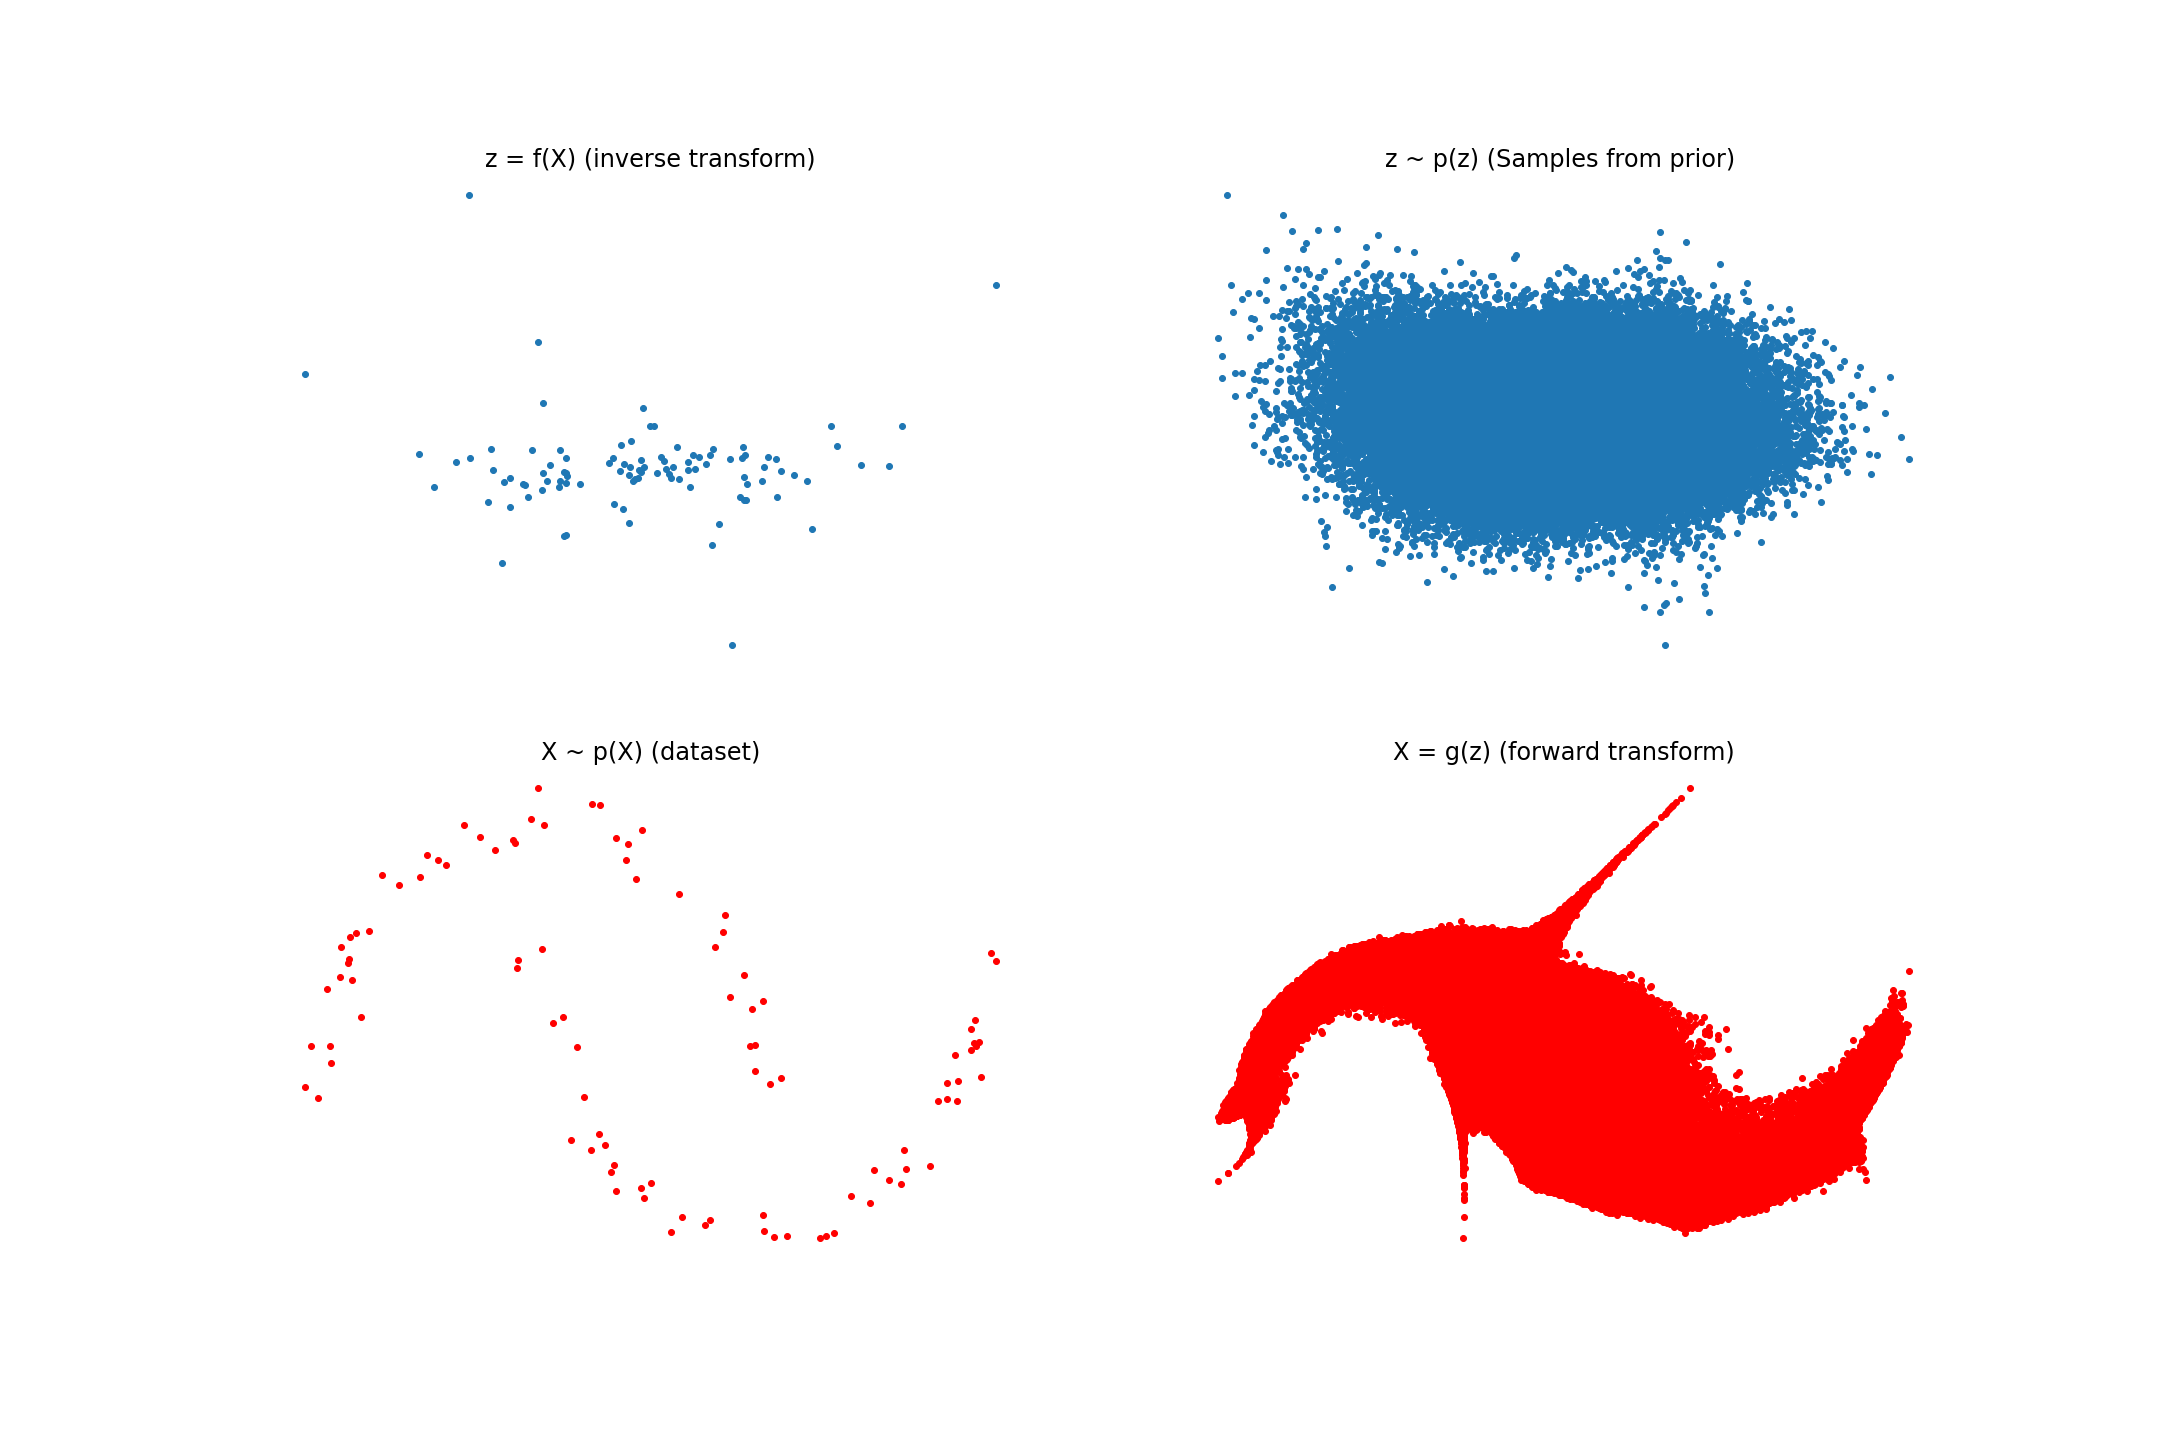 z = f(X) (inverse transform)
z ~ p(z) (Samples from prior)
X ~ p(X) (dataset)
X = g(z) (forward transform)